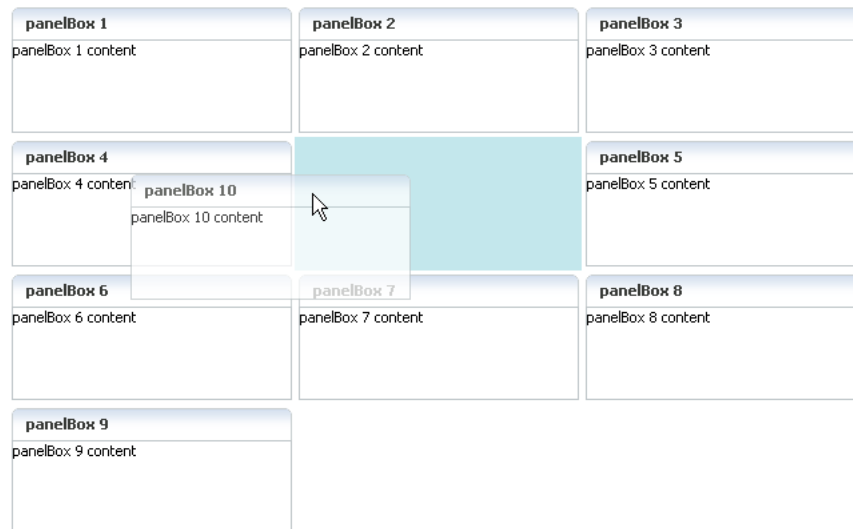 panelBox 1
panelBox 1 content
panelBox 2
panelBox 2 content
panelBox 3
panelBox 3 content
panelBox 4
panelBox 4 content
panelBox 10
panelBox 10 content
panelBox 5
panelBox 5 content
panelBox 6
panelBox 6 content
panelBox 7
panelBox 7 content
panelBox 8
panelBox 8 content
panelBox 9
panelBox 9 content